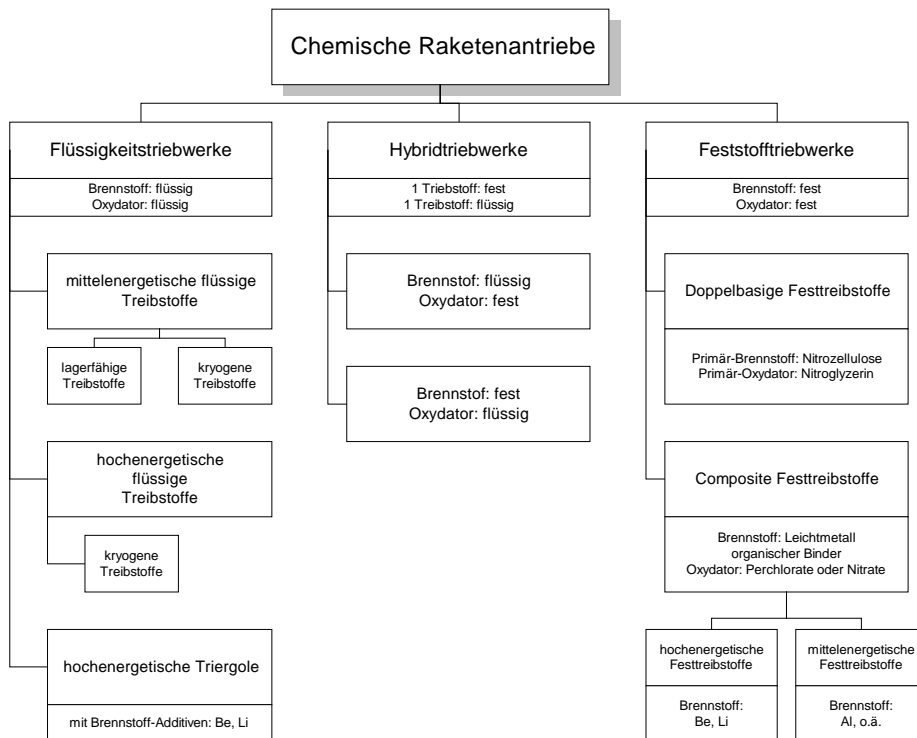 Chemische Raketenantriebe
Flüssigkeitstriebwerke
Brennstoff: flüssig
Oxydator: flüssig
mittelenergetische flüssige
Treibstoffe
lagerfähige
Treibstoffe
kryogene
Treibstoffe
hochenergetische
flüssige
Treibstoffe
kryogene
Treibstoffe
hochenergetische Triergole
mit Brennstoff-Additiven: Be, Li
Hybridtriebwerke
1 Triebstoff: fest
1 Treibstoff: flüssig
Brennstof: flüssig
Oxydator: fest
Brennstof: fest
Oxydator: flüssig
Feststofftriebwerke
Brennstoff: fest
Oxydator: fest
Doppelbasige Festtreibstoffe
Primär-Brennstoff: Nitrozellulose
Primär-Oxydator: Nitroglyzerin
Composite Festtreibstoffe
Brennstoff: Leichtmetall
organischer Binder
Oxydator: Perchlorate oder Nitrate
hochenergetische
Festtreibstoffe
Brennstoff:
Be, Li
mittelenergetische
Festtreibstoffe
Brennstoff:
Al, o.ä.